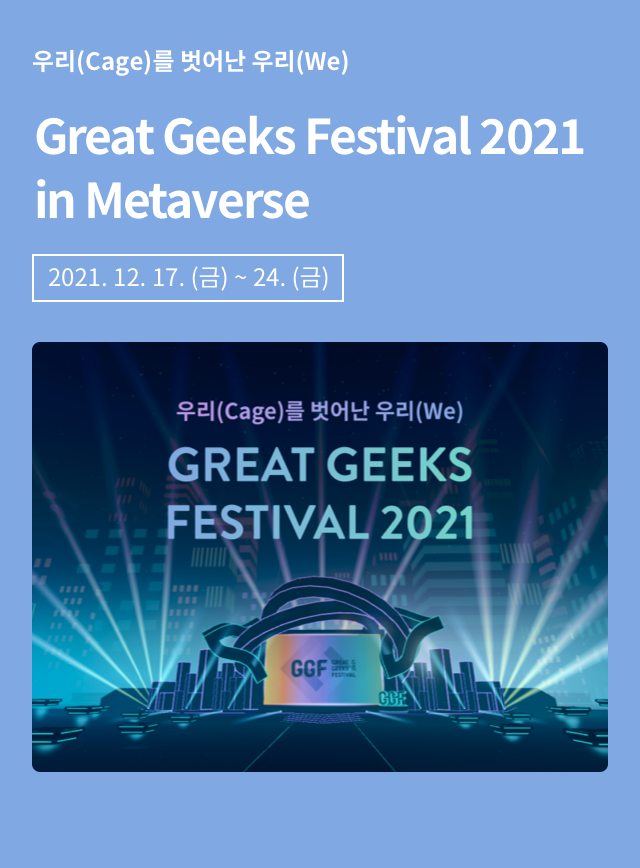 우리(Cage)를 벗어난 우리(We)
Great Geeks Festival 2021
in Metaverse
2021. 12. 17. (금) ~ 24. (금)
우리(Cage)를 벗어난 우리(We)
GREAT GEEKS
FESTIVAL 2021
GGF
GREAT
GEEKS
FESTIVAL
GGF